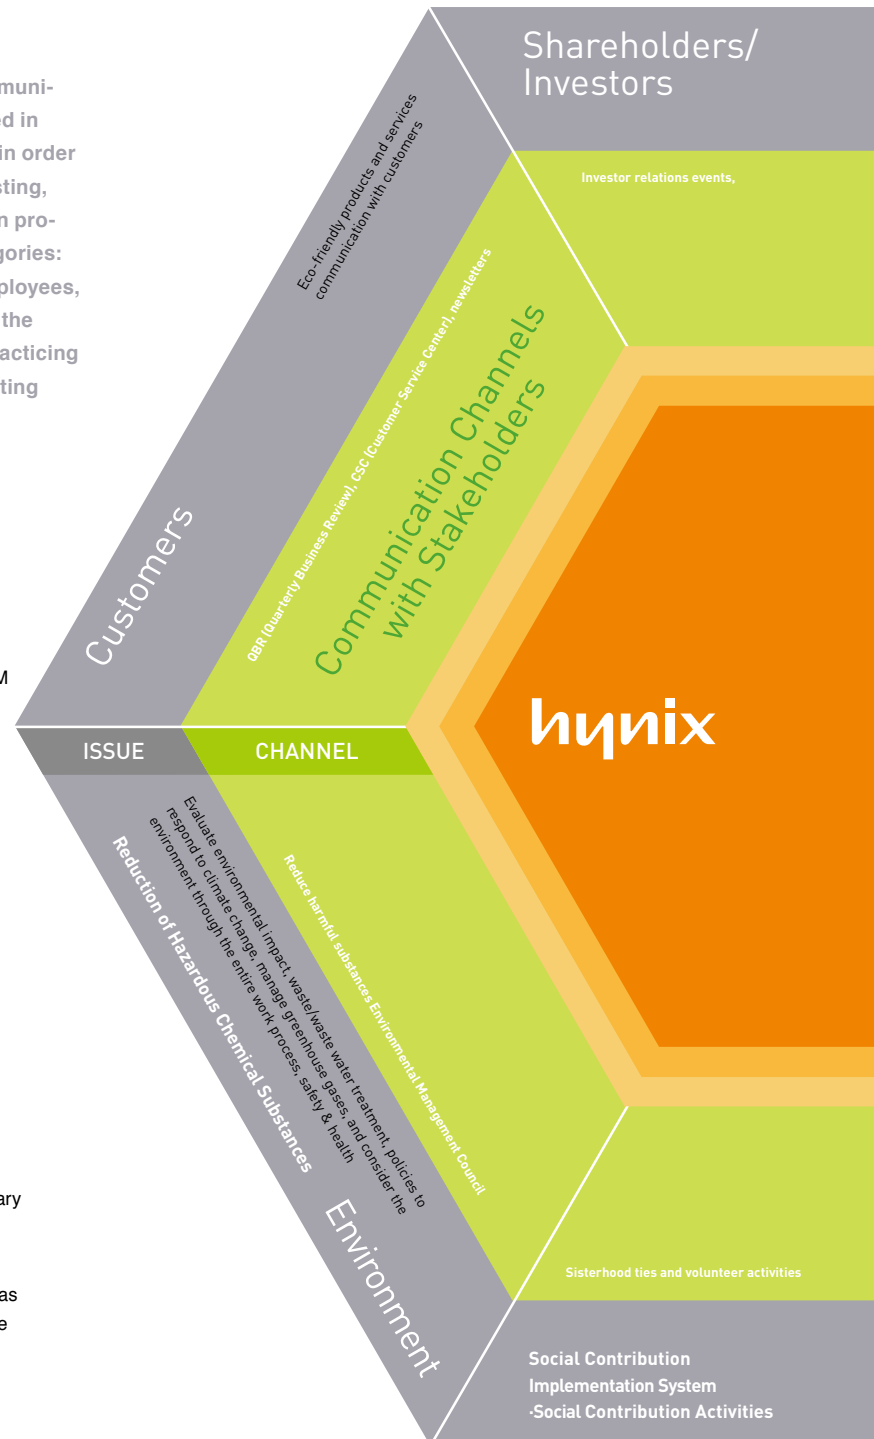 muni-
ed in
in order
sting,
n pro-
gories:
ployees,
the
acticing
ting
M
ary
as
e
Shareholders/
Investors
Investor relations events,
Eco-friendly products and services
communication with customers
QBR (Quarterly Business Review), CSC (Customer Service Center), newsletters
Communication Channels
with Stakeholders
Customers
hynix
ISSUE
CHANNEL
Evaluate environmental impact, waste/waste water treatment, policies to
respond to climate change, manage greenhouse gases, and consider the
environment through the entire work process, safety & health
Reduction of Hazardous Chemical Substances
Reduce harmful substances Environmental Management Council
Environment
Sisterhood ties and volunteer activities
Social Contribution
Implementation System
·Social Contribution Activities